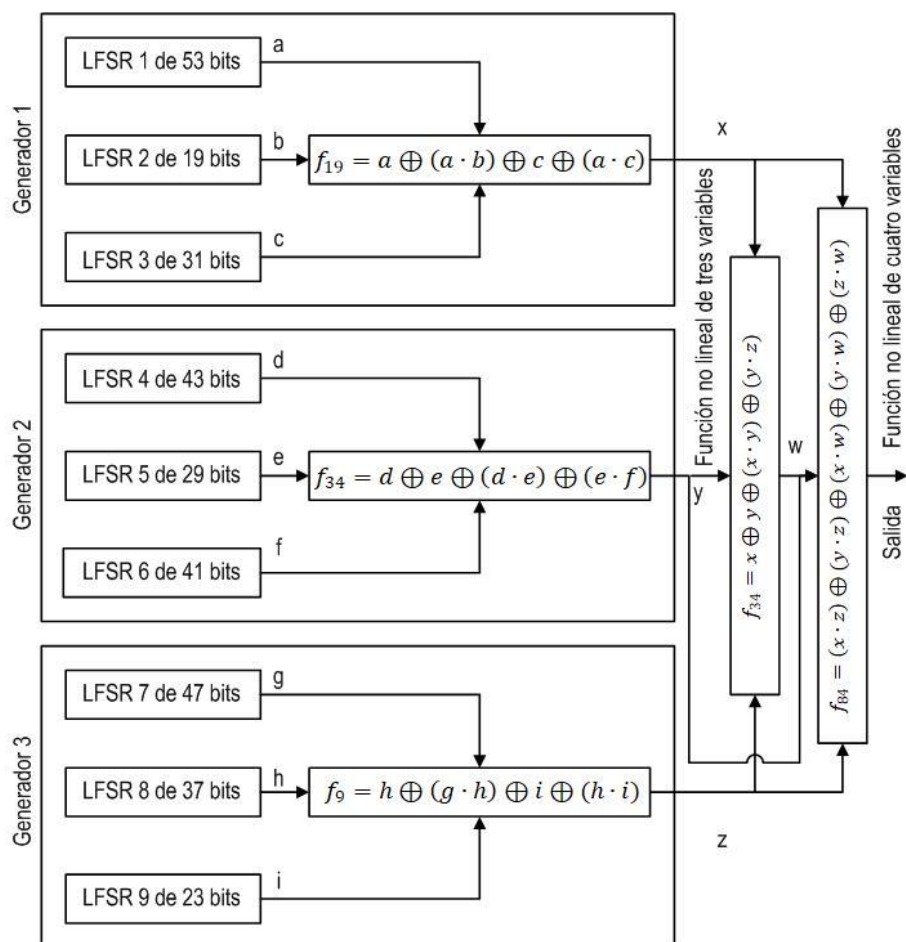 Generador 1
LFSR 1 de 53 bits
a
LFSR 2 de 19 bits
b
LFSR 3 de 31 bits
c
f₁₉ = a ⊕ (a · b) ⊕ c ⊕ (a · c)
x
Generador 2
LFSR 4 de 43 bits
d
LFSR 5 de 29 bits
e
LFSR 6 de 41 bits
f
f₃₄ = d ⊕ e ⊕ (d · e) ⊕ (e · f)
y
Generador 3
LFSR 7 de 47 bits
g
LFSR 8 de 37 bits
h
LFSR 9 de 23 bits
i
f₉ = h ⊕ (g · h) ⊕ i ⊕ (h · i)
z
Función no lineal de tres variables
f₃₄ = x ⊕ y ⊕ (x · y) ⊕ (y · z)
w
f₈₄ = (x · z) ⊕ (y · z) ⊕ (x · w) ⊕ (y · w) ⊕ (z · w)
Función no lineal de cuatro variables
Salida